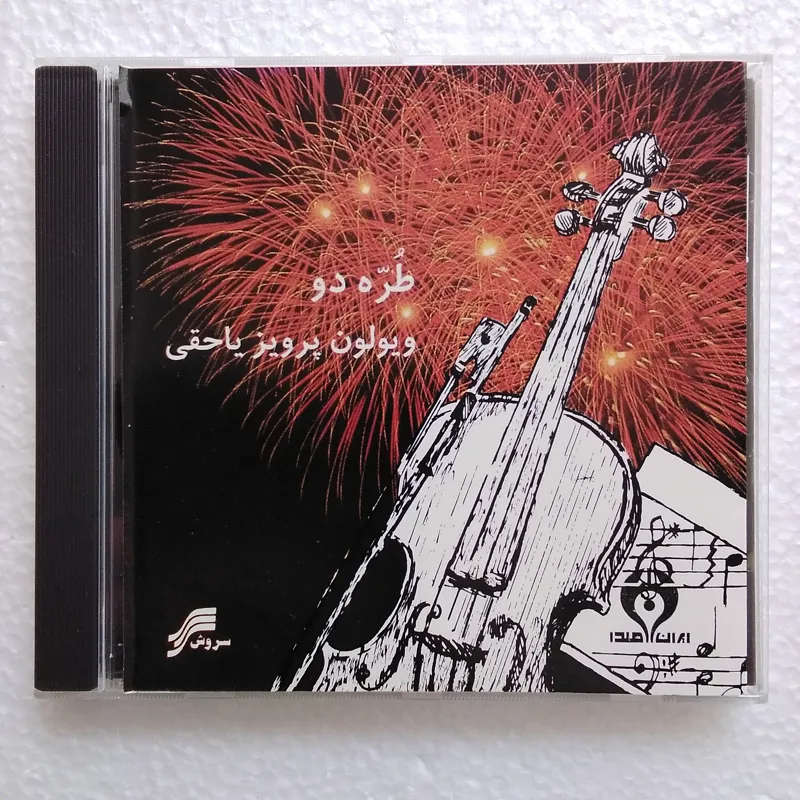 طُرّه دو
ویولون پرویز یاحقی
سروش
ایران صدا